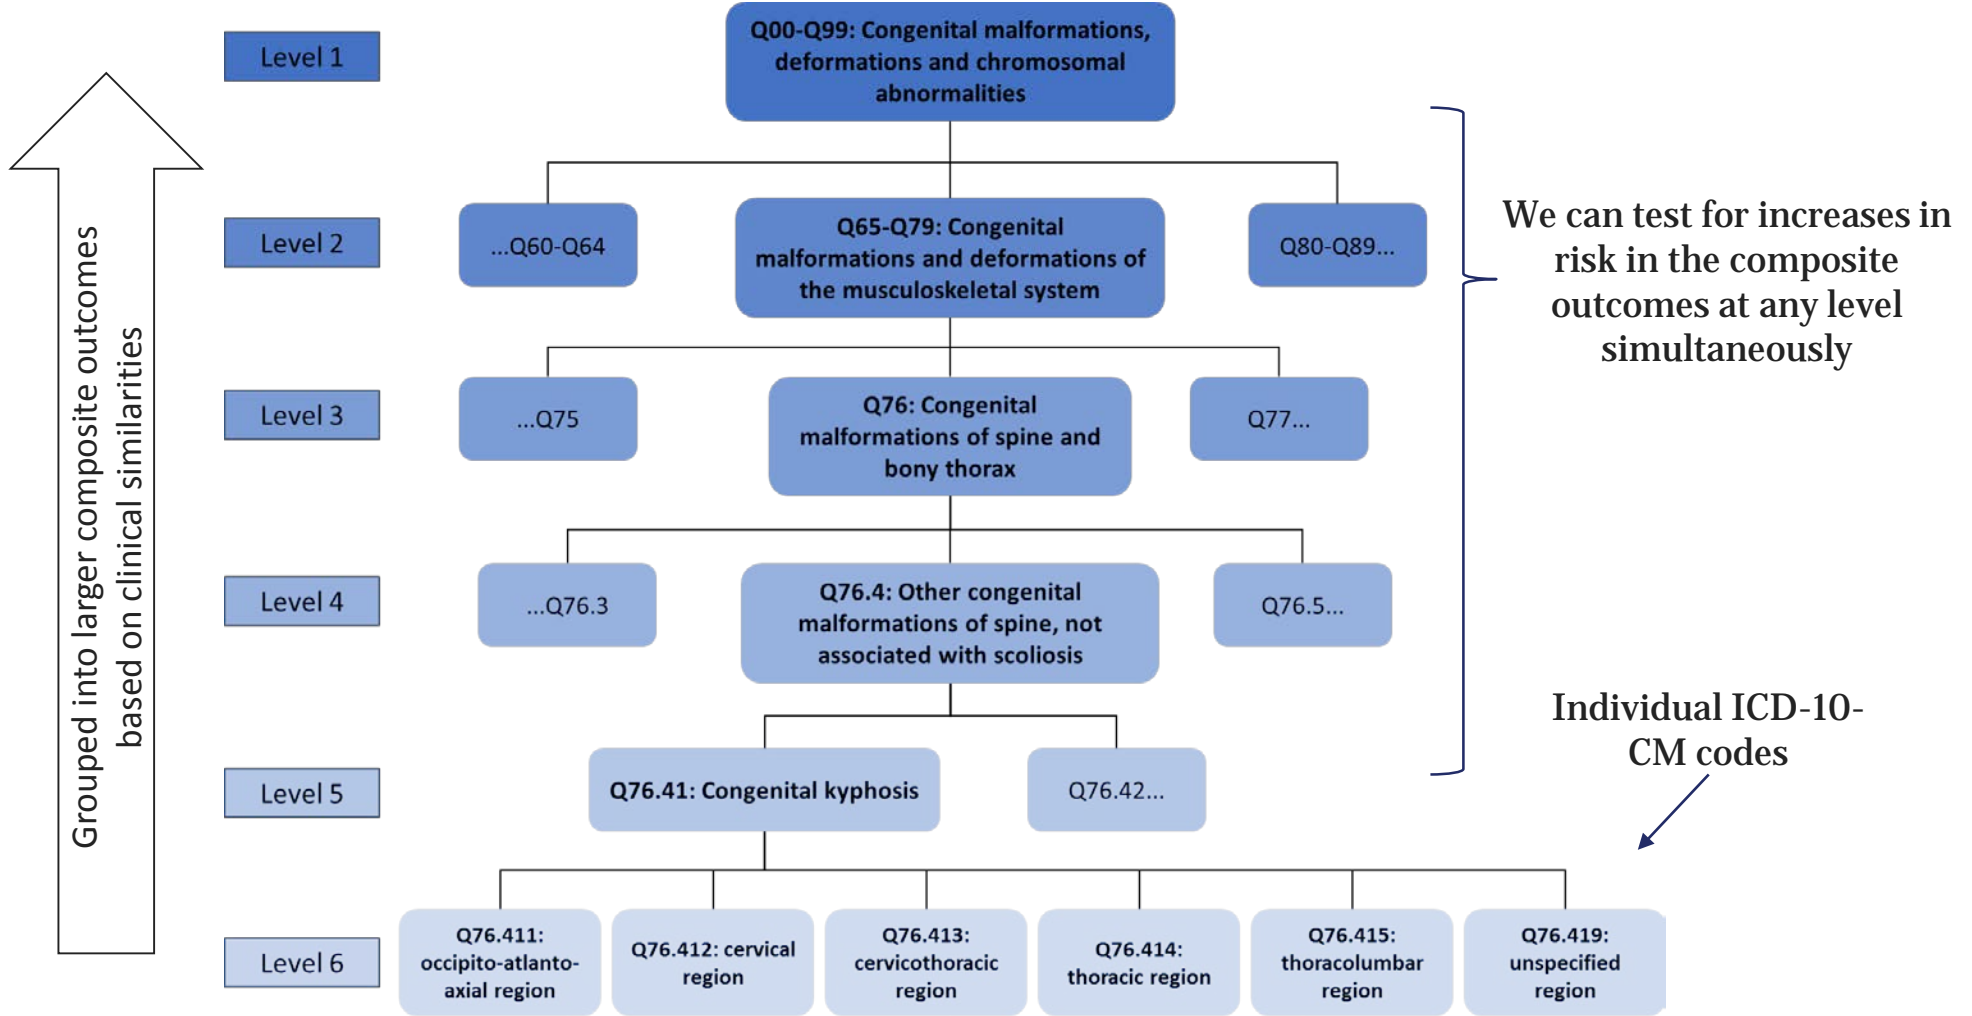 Grouped into larger composite outcomes
based on clinical similarities
Level 1
Q00-Q99: Congenital malformations,
deformations and chromosomal
abnormalities
Level 2
...Q60-Q64
Q65-Q79: Congenital
malformations and deformations of
the musculoskeletal system
Q80-Q89...
We can test for increases in
risk in the composite
outcomes at any level
simultaneously
Level 3
...Q75
Q76: Congenital
malformations of spine and
bony thorax
Q77...
Level 4
...Q76.3
Q76.4: Other congenital
malformations of spine, not
associated with scoliosis
Q76.5...
Individual ICD-10-
CM codes
Level 5
Q76.41: Congenital kyphosis
Q76.42...
Level 6
Q76.411:
occipito-atlanto-
axial region
Q76.412: cervical
region
Q76.413:
cervicothoracic
region
Q76.414:
thoracic region
Q76.415:
thoracolumbar
region
Q76.419:
unspecified
region